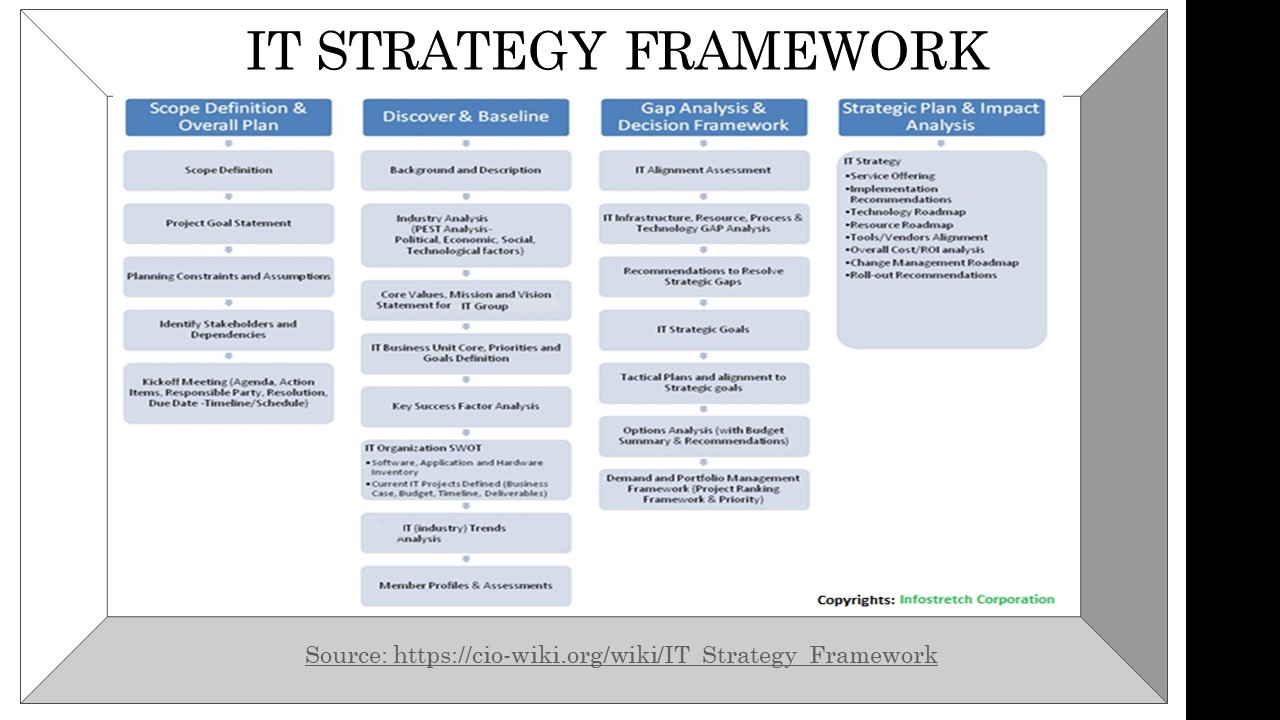 IT STRATEGY FRAMEWORK
Scope Definition &
Overall Plan
Scope Definition
Project Goal Statement
Planning Constraints and Assumptions
Identify Stakeholders and
Dependencies
Kickoff Meeting (Agenda, Action
Items, Responsible Party, Resolution,
Due Date -Timeline/Schedule)
Discover & Baseline
Background and Description
Industry Analysis
(PEST Analysis-
Political, Economic, Social,
Technological factors)
Core Values, Mission and Vision
Statement for IT Group
IT Business Unit Core, Priorities and
Goals Definition
Key Success Factor Analysis
IT Organization SWOT
•Software, Application and Hardware
Inventory
•Current IT Projects Defined (Business
Case, Budget, Timeline, Deliverables)
IT (industry) Trends
Analysis
Member Profiles & Assessments
Gap Analysis &
Decision Framework
IT Alignment Assessment
IT Infrastructure, Resource, Process &
Technology GAP Analysis
Recommendations to Resolve
Strategic Gaps
IT Strategic Goals
Tactical Plans and alignment to
Strategic goals
Options Analysis (with Budget
Summary & Recommendations)
Demand and Portfolio Management
Framework (Project Ranking
Framework & Priority)
Strategic Plan & Impact
Analysis
IT Strategy
•Service Offering
•Implementation
Recommendations
•Technology Roadmap
•Resource Roadmap
•Tools/Vendors Alignment
•Overall Cost/ROI analysis
•Change Management Roadmap
•Roll-out Recommendations
Copyrights: Infostretch Corporation
Source: https://cio-wiki.org/wiki/IT_Strategy_Framework